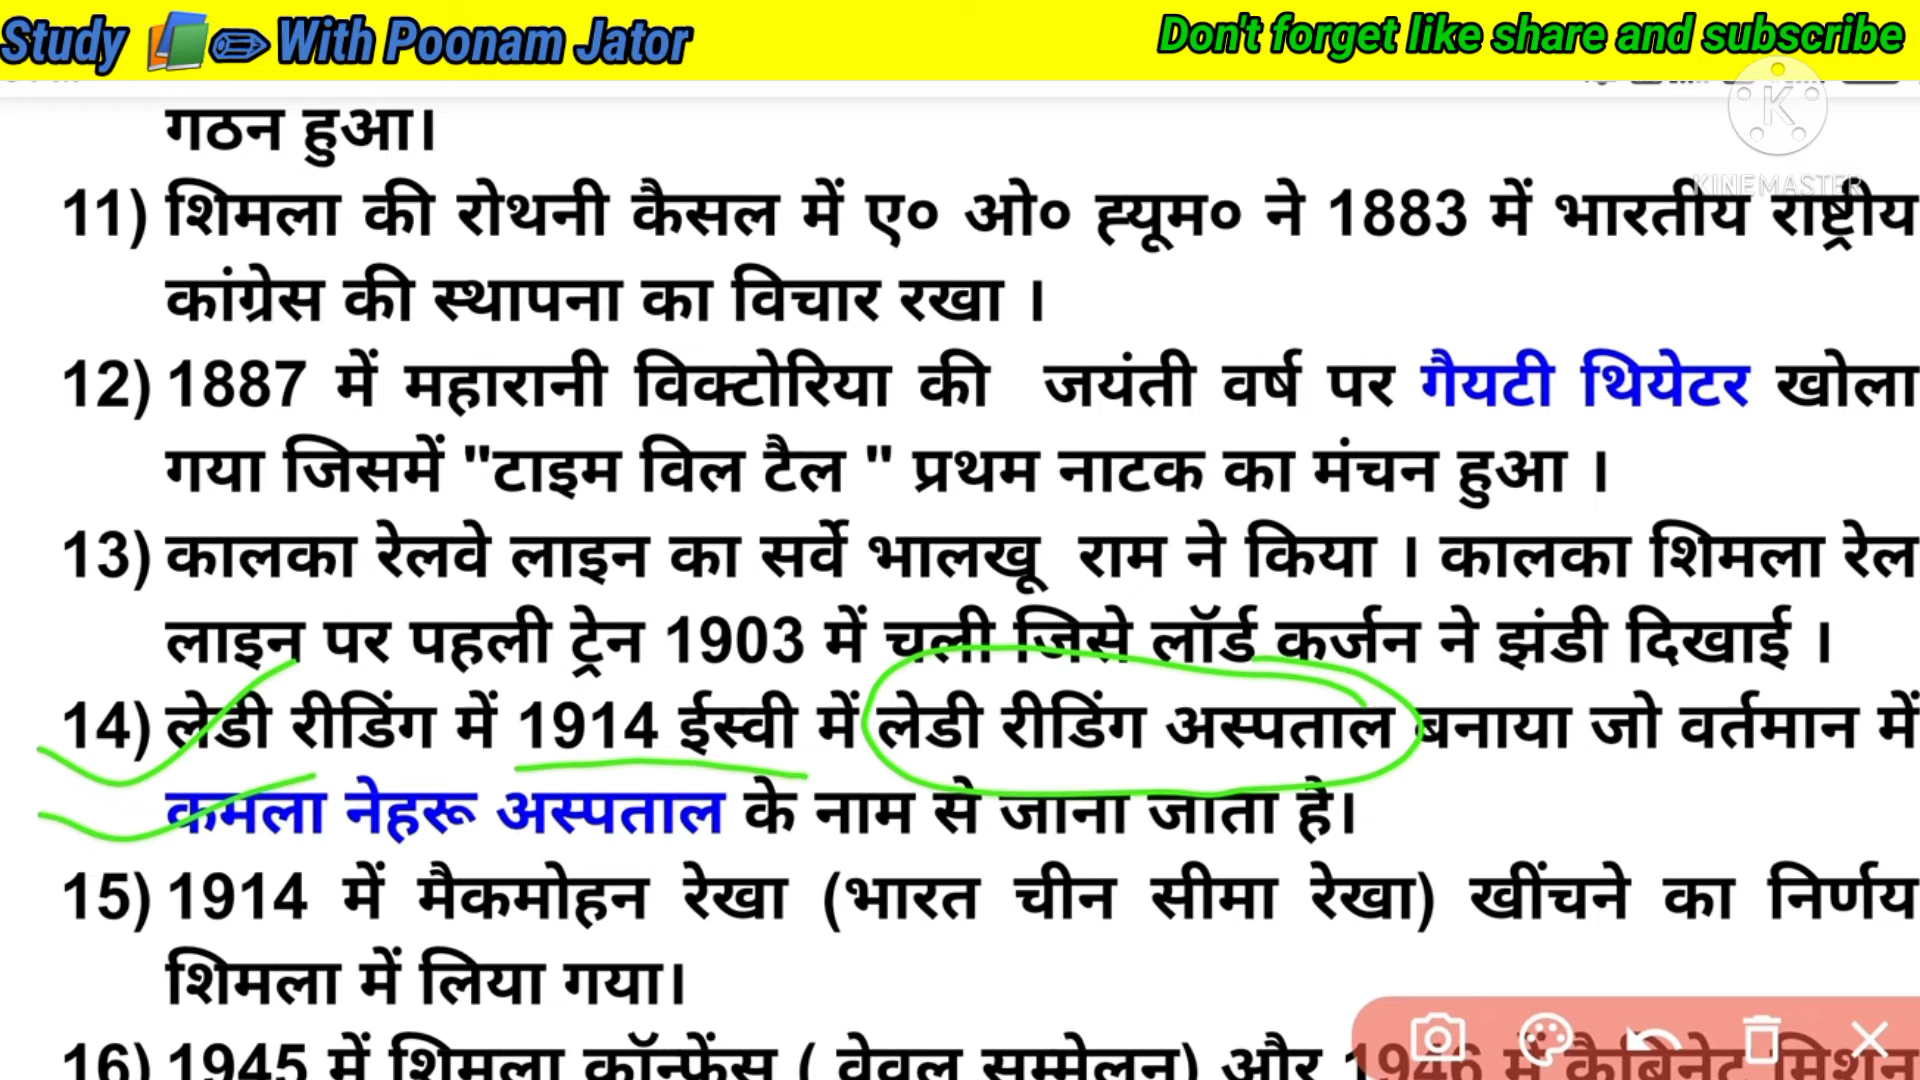 Study With Poonam Jator
Don't forget like share and subscribe
KINEMASTER
गठन हुआ।
11) शिमला की रोथनी कैसल में ए० ओ० ह्यूम० ने 1883 में भारतीय राष्ट्रीय
कांग्रेस की स्थापना का विचार रखा ।
12) 1887 में महारानी विक्टोरिया की जयंती वर्ष पर गैयटी थियेटर खोला
गया जिसमें "टाइम विल टैल " प्रथम नाटक का मंचन हुआ ।
13) कालका रेलवे लाइन का सर्वे भालखू राम ने किया । कालका शिमला रेल
लाइन पर पहली ट्रेन 1903 में चली जिसे लॉर्ड कर्जन ने झंडी दिखाई ।
14) लेडी रीडिंग में 1914 ईस्वी में लेडी रीडिंग अस्पताल बनाया जो वर्तमान में
कमला नेहरू अस्पताल के नाम से जाना जाता है।
15) 1914 में मैकमोहन रेखा (भारत चीन सीमा रेखा) खींचने का निर्णय
शिमला में लिया गया।
16) 1945 में शिमला कॉन्फ्रेंस ( वेवल सम्मेलन) और 1946 में कैबिनेट मिशन